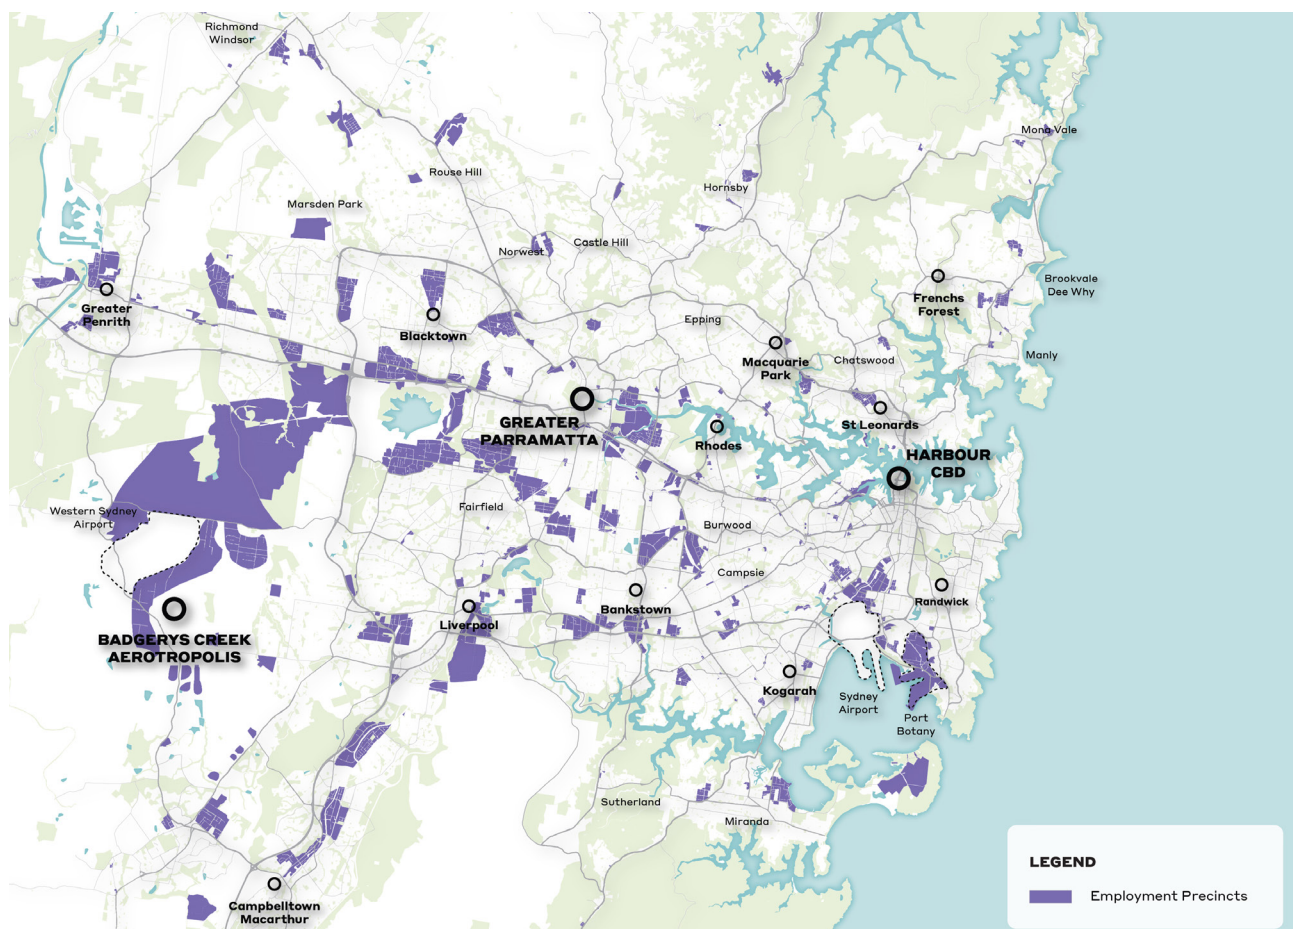 Richmond
Windsor
Mona Vale
Rouse Hill
Hornsby
Marsden Park
Castle Hill
Norwest
Brookvale
Dee Why
Frenchs
Forest
Greater
Penrith
Epping
Blacktown
Manly
Chatswood
Macquarie
Park
GREATER
PARRAMATTA
St Leonards
Rhodes
HARBOUR
CBD
Western Sydney
Airport
Fairfield
Burwood
Campsie
Randwick
Bankstown
Liverpool
BADGERYS CREEK
AEROTROPOLIS
Kogarah
Sydney
Airport
Port
Botany
Sutherland
Miranda
Campbelltown
Macarthur
LEGEND
Employment Precincts